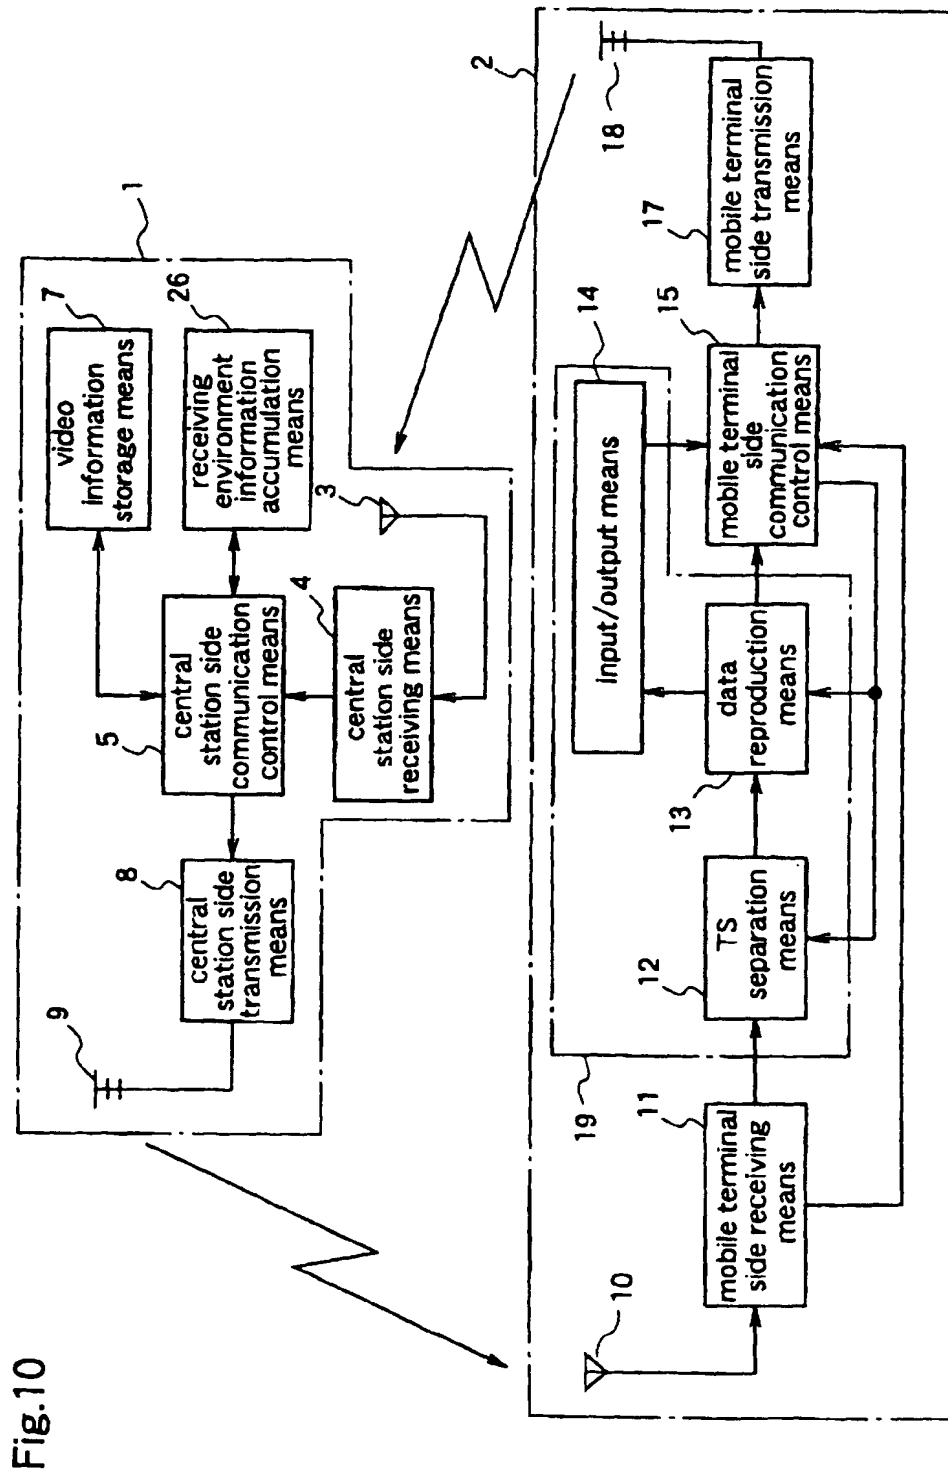 Fig.10
1
7
video
information
storage means
26
receiving
environment
information
accumulation
means
5
central
station side
communication
control means
4
central
station side
receiving means
3
8
central
station side
transmission
means
9
2
10
11
mobile terminal
side receiving
means
19
12
TS
separation
means
13
data
reproduction
means
14
Input/output means
15
mobile terminal
side
communication
control means
17
mobile terminal
side transmission
means
18